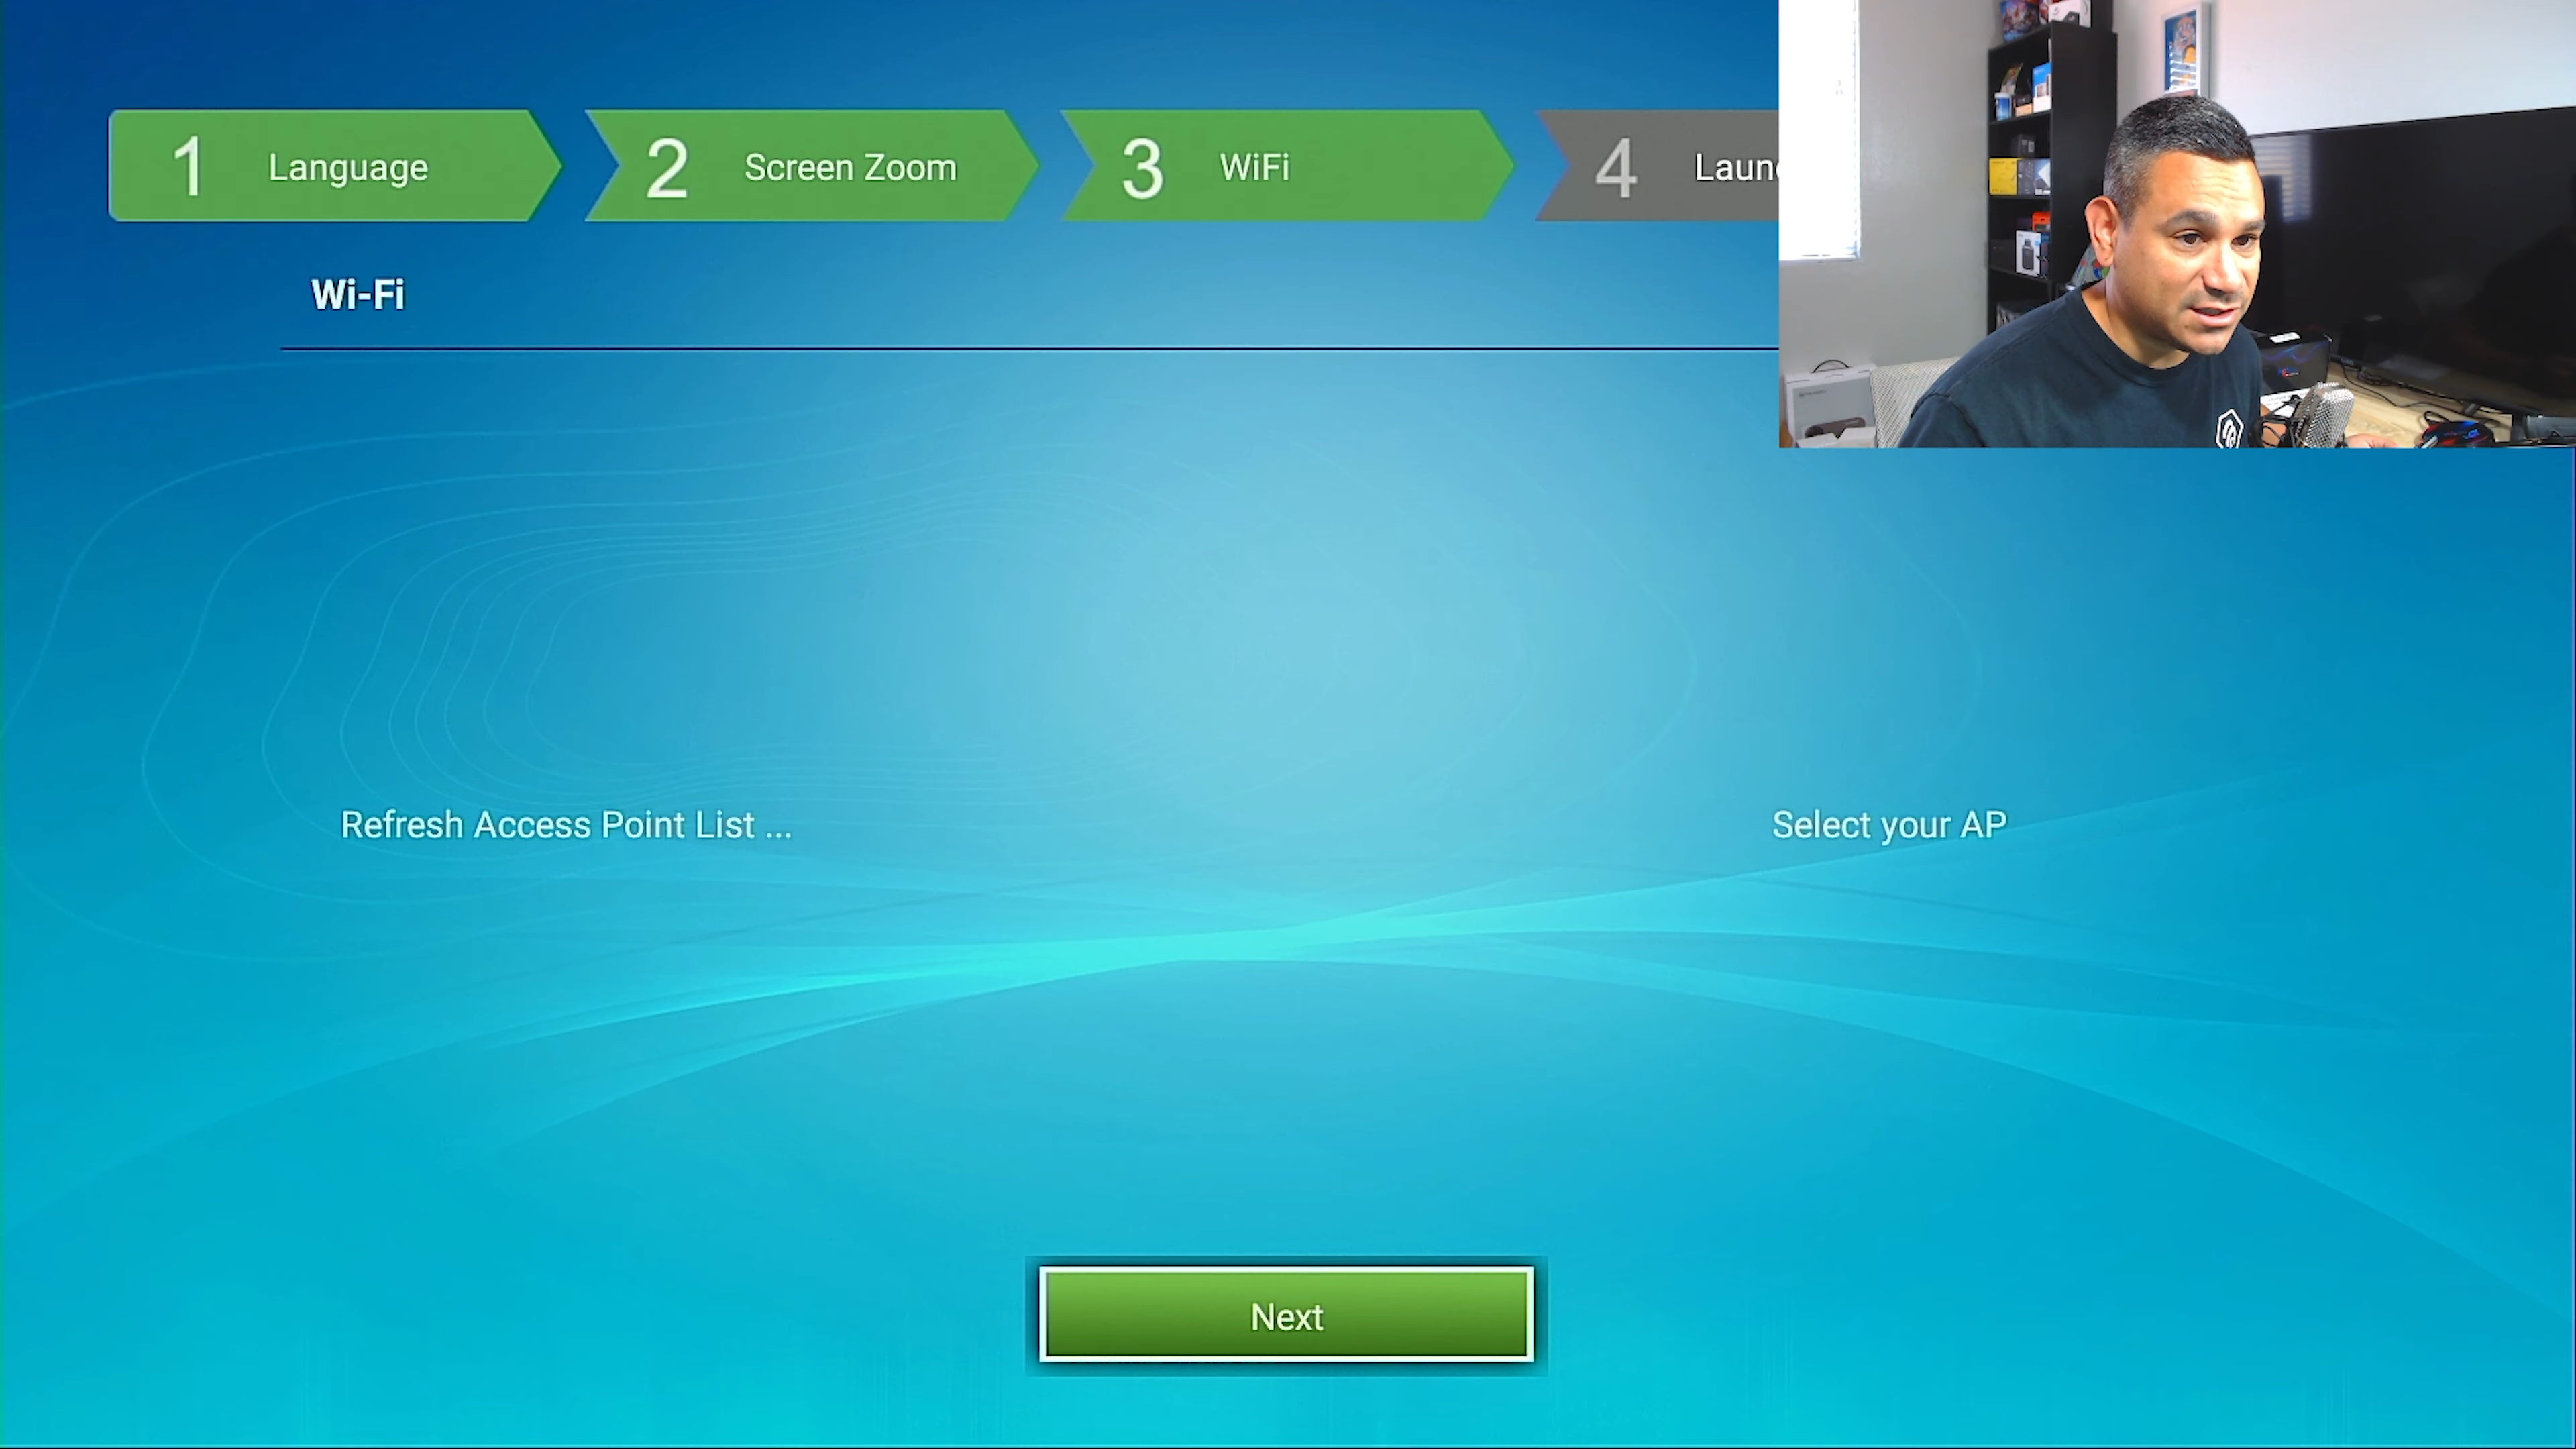 1 Language
2 Screen Zoom
3 WiFi
4
Wi-Fi
Refresh Access Point List ...
Select your AP
Next